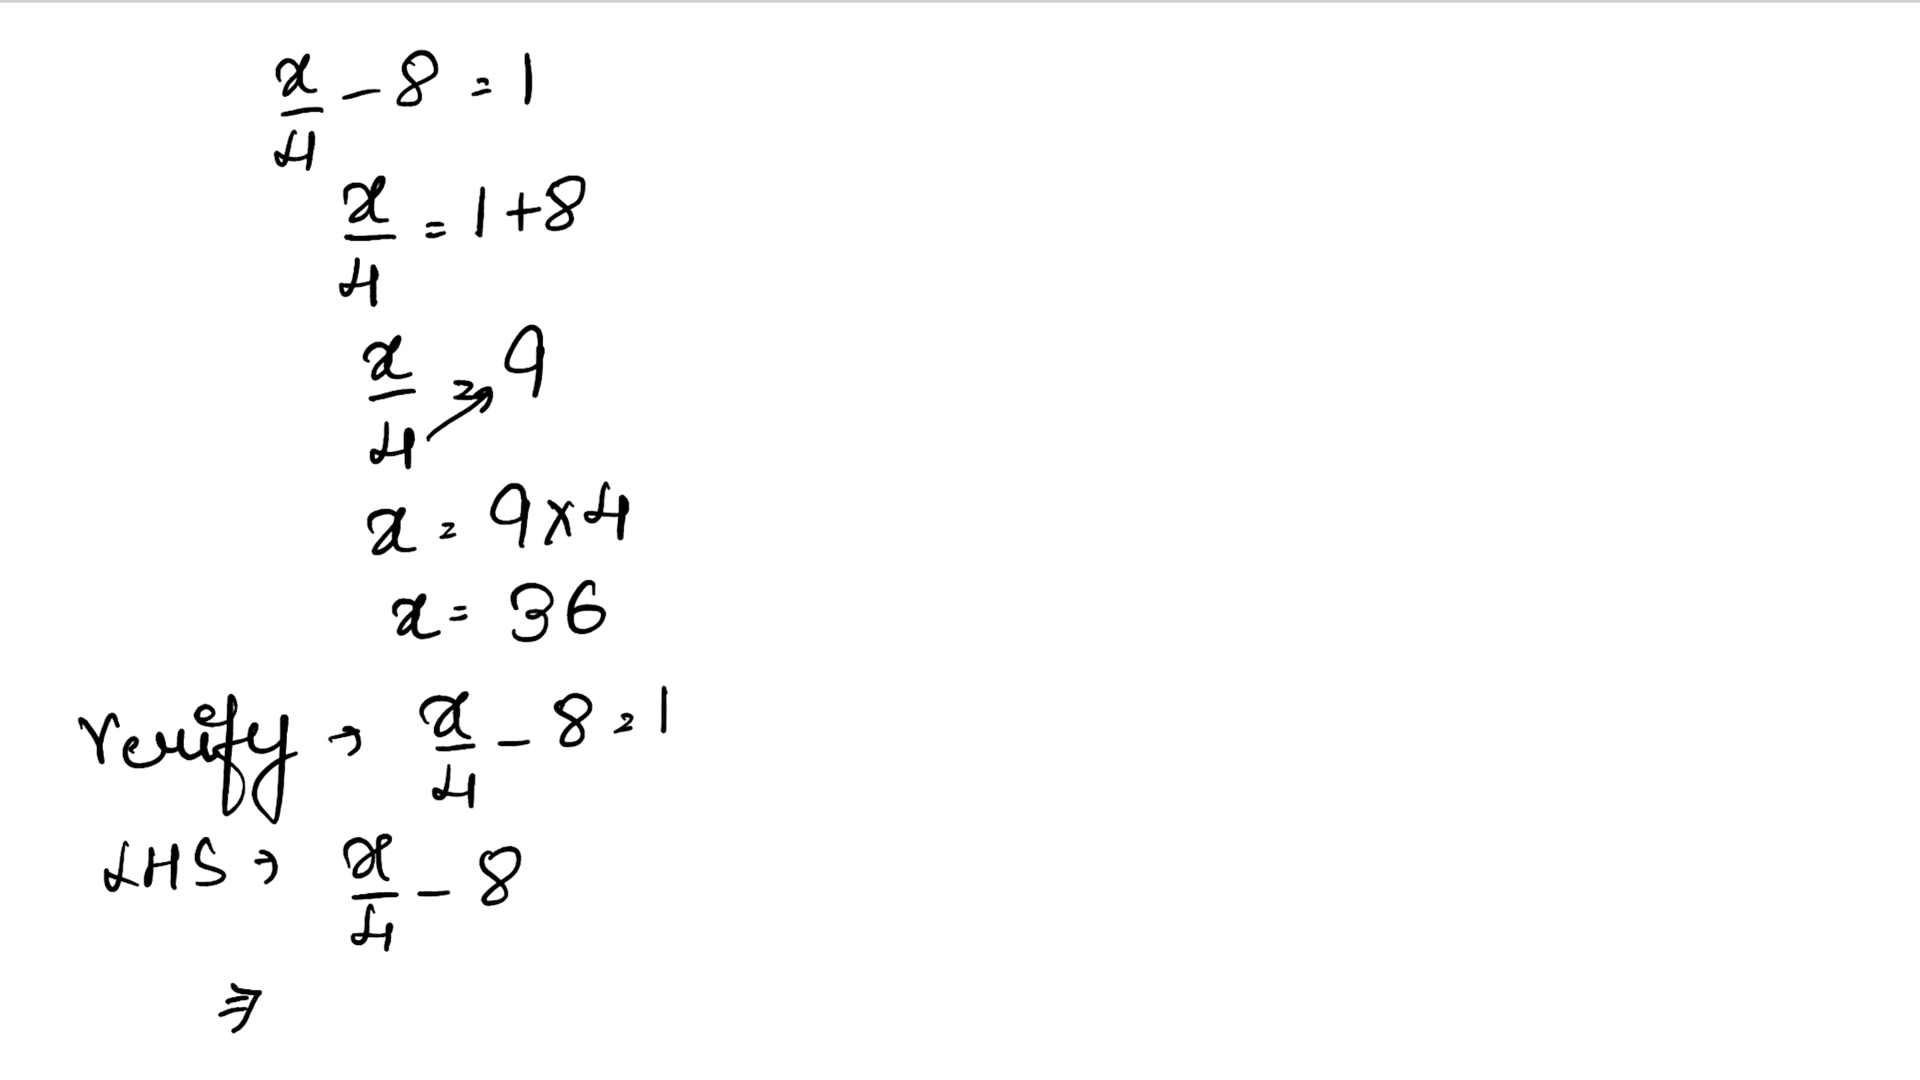 x/4 - 8 = 1
x/4 = 1+8
x/4 = 9
x = 9×4
x = 36
Verify → x/4 - 8 = 1
LHS → x/4 - 8
⇒